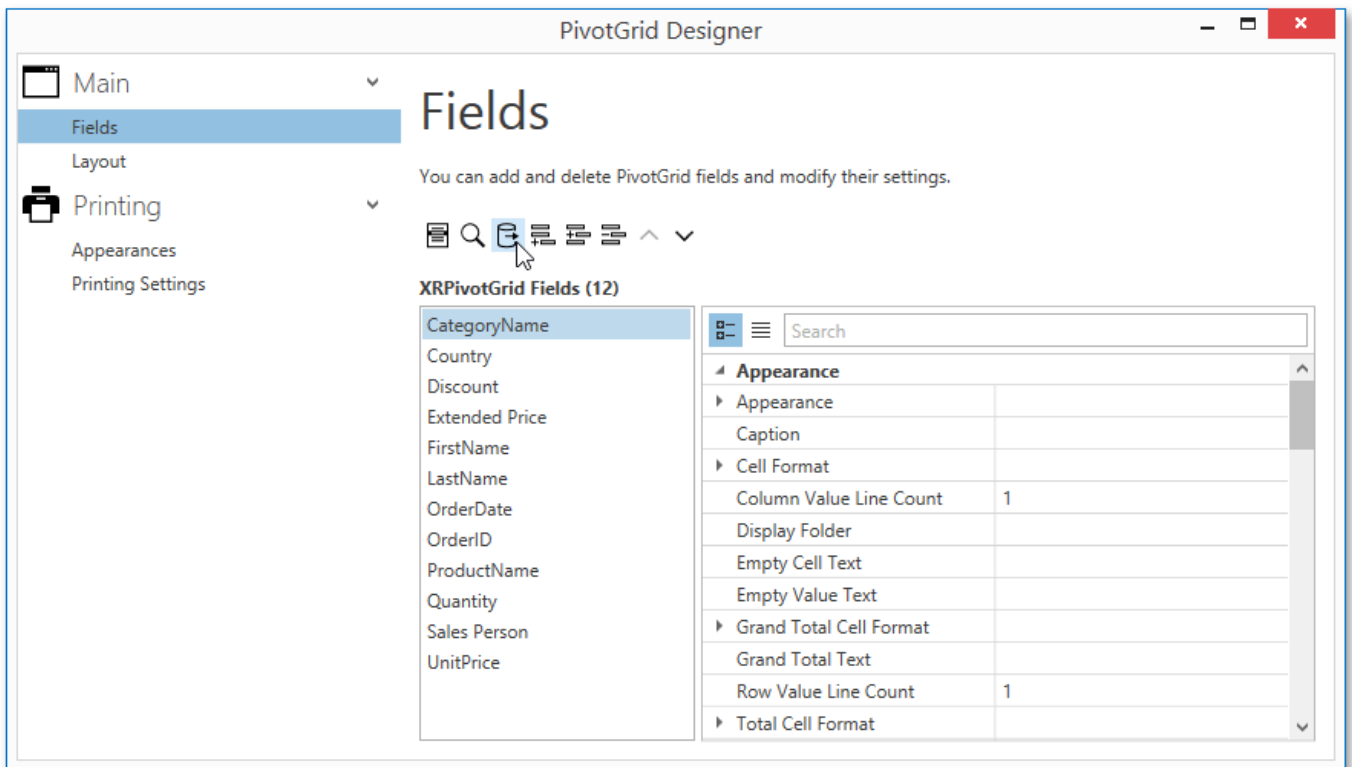 PivotGrid Designer
Main
Fields
Layout
Printing
Appearances
Printing Settings
Fields
You can add and delete PivotGrid fields and modify their settings.
XRPivotGrid Fields (12)
CategoryName
Country
Discount
Extended Price
FirstName
LastName
OrderDate
OrderID
ProductName
Quantity
Sales Person
UnitPrice
Search
Appearance
Appearance
Caption
Cell Format
Column Value Line Count 1
Display Folder
Empty Cell Text
Empty Value Text
Grand Total Cell Format
Grand Total Text
Row Value Line Count 1
Total Cell Format